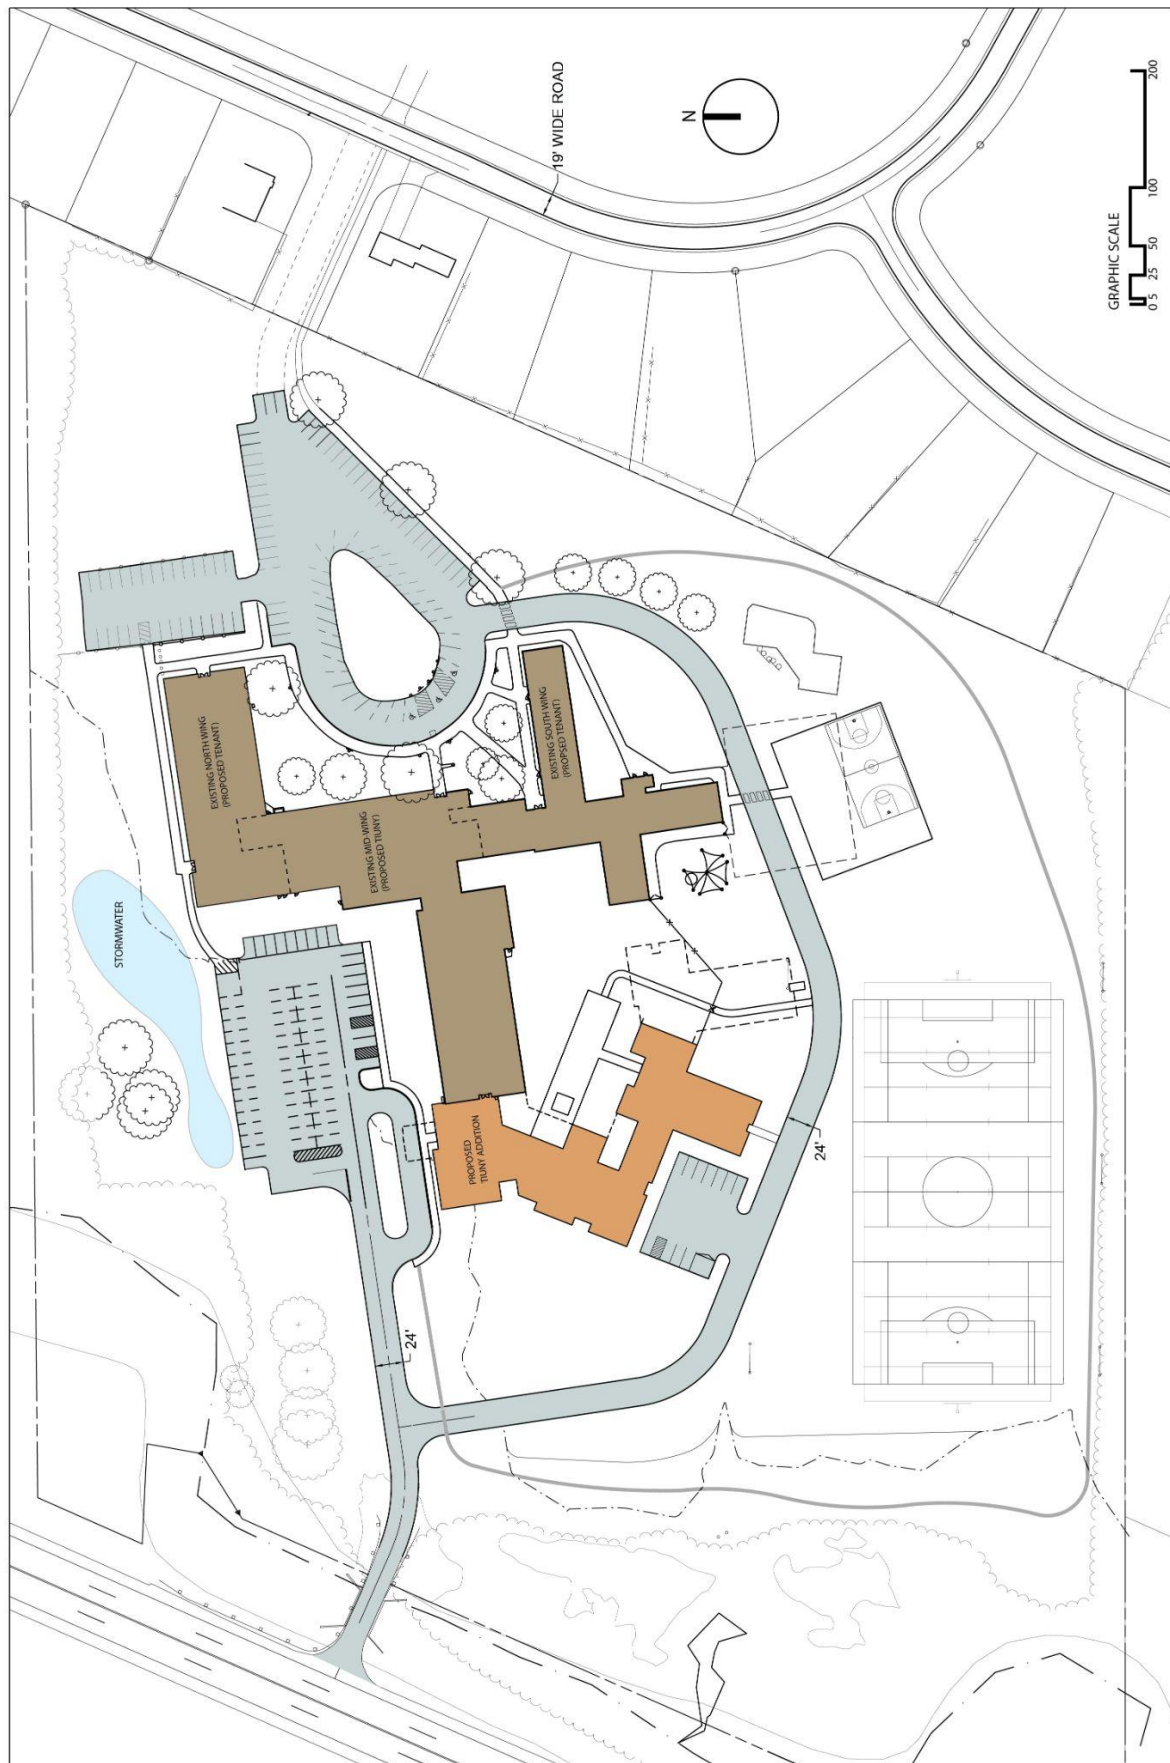 19' WIDE ROAD
N
GRAPHIC SCALE
0 5 25 50 100 200
STORMWATER
EXISTING NORTH WING
(PROPOSED TENANT)
EXISTING MID-WING
(PROPOSED TIUNY)
EXISTING SOUTH WING
(PROPSED TENANT)
PROPOSED
TIUNY ADDITION
24'
24'